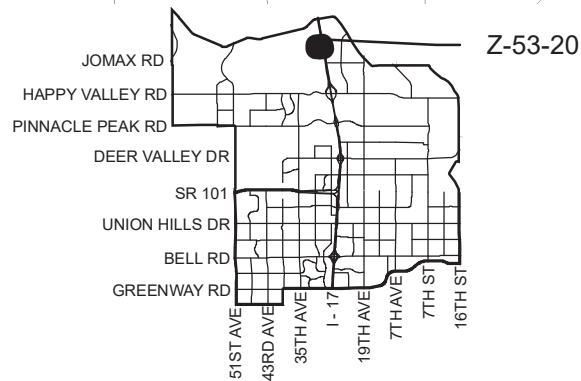 Z-53-20
JOMAX RD
HAPPY VALLEY RD
PINNACLE PEAK RD
DEER VALLEY DR
SR 101
UNION HILLS DR
BELL RD
GREENWAY RD
51ST AVE
43RD AVE
35TH AVE
I - 17
19TH AVE
7TH AVE
7TH ST
16TH ST